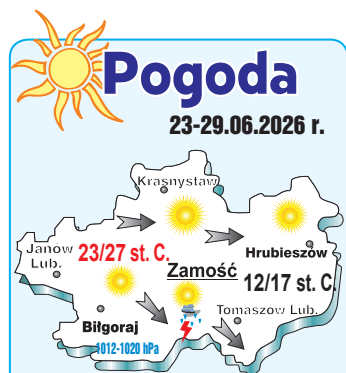 Pogoda
23-29.06.2026 r.
Krasnystaw
Janów
Lub.
23/27 st. C.
Hrubieszów
Zamość
12/17 st. C.
Tomaszow Lub.
Biłgoraj
1012-1020 hPa